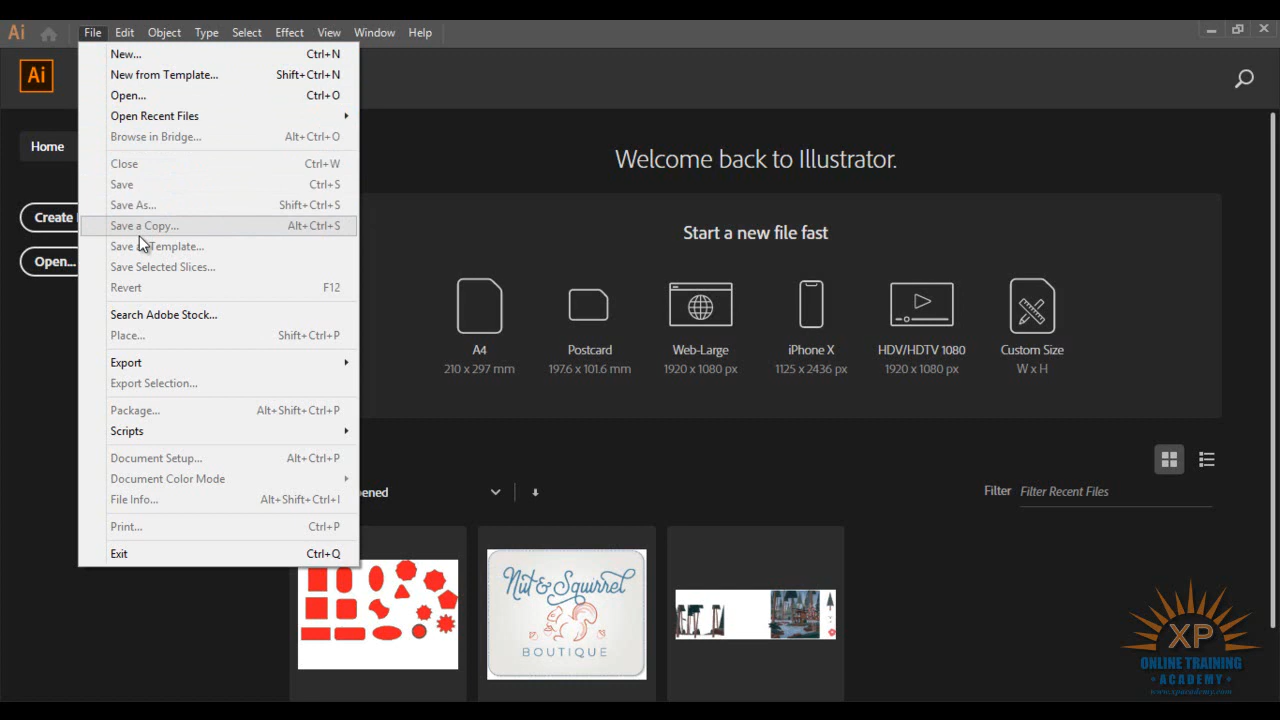 Ai
File Edit Object Type Select Effect View Window Help
Ai
New... Ctrl+N
New from Template... Shift+Ctrl+N
Open... Ctrl+O
Open Recent Files
Browse in Bridge... Alt+Ctrl+O
Close Ctrl+W
Save Ctrl+S
Save As... Shift+Ctrl+S
Save a Copy... Alt+Ctrl+S
Save a Template...
Save Selected Slices...
Revert F12
Search Adobe Stock...
Place... Shift+Ctrl+P
Export
Export Selection...
Package... Alt+Shift+Ctrl+P
Scripts
Document Setup... Alt+Ctrl+P
Document Color Mode
File Info... Alt+Shift+Ctrl+I
Print... Ctrl+P
Exit Ctrl+Q
Home
Create
Open...
Welcome back to Illustrator.
Start a new file fast
A4
210 x 297 mm
Postcard
197.6 x 101.6 mm
Web-Large
1920 x 1080 px
iPhone X
1125 x 2436 px
HDV/HDTV 1080
1920 x 1080 px
Custom Size
W x H
ened
Filter Filter Recent Files
Nut & Squirrel
BOUTIQUE
XP
ONLINE TRAINING
ACADEMY
www.xpacademy.com